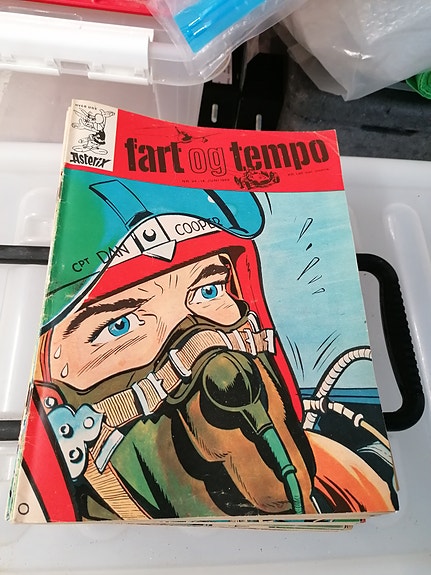 Asterix
fart og tempo
CPT DAN COOPER